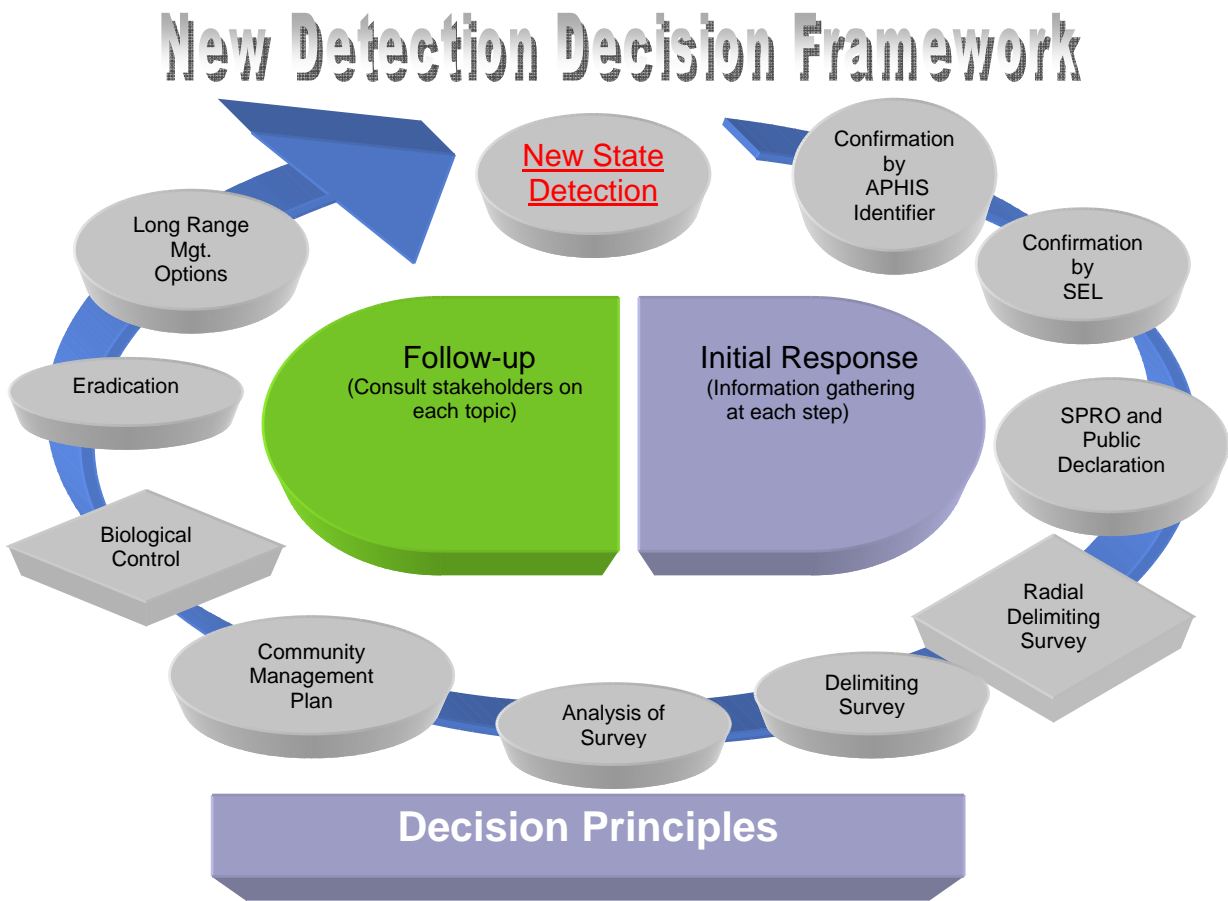 New Detection Decision Framework
New State
Detection
Confirmation
by
APHIS
Identifier
Confirmation
by
SEL
SPRO and
Public
Declaration
Radial
Delimiting
Survey
Delimiting
Survey
Analysis of
Survey
Community
Management
Plan
Biological
Control
Eradication
Long Range
Mgt.
Options
Follow-up
(Consult stakeholders on
each topic)
Initial Response
(Information gathering
at each step)
Decision Principles